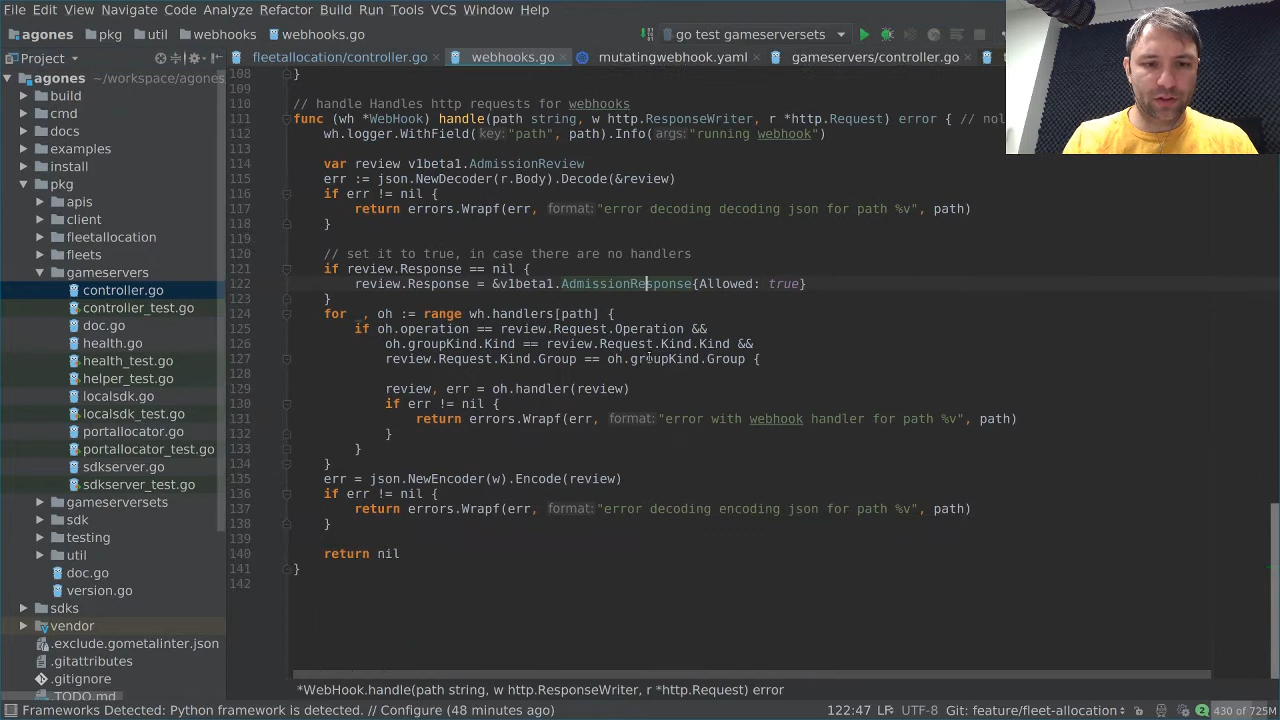 File Edit View Navigate Code Analyze Refactor Build Run Tools VCS Window Help
agones pkg util webhooks webhooks.go go test gameserversets
Project fleetallocation/controller.go webhooks.go mutatingwebhook.yaml gameservers/controller.go
agones ~/workspace/agones
build
cmd
docs
examples
install
pkg
apis
client
fleetallocation
fleets
gameservers
controller.go
controller_test.go
doc.go
health.go
health_test.go
helper_test.go
localsdk.go
localsdk_test.go
portallocator.go
portallocator_test.go
sdkserver.go
sdkserver_test.go
gameserversets
sdk
testing
util
doc.go
version.go
sdks
vendor
.exclude.gometalinter.json
.gitattributes
.gitignore
.TODO.md
108 }
109
110 // handle Handles http requests for webhooks
111 func (wh *WebHook) handle(path string, w http.ResponseWriter, r *http.Request) error { // nol
112 wh.logger.WithField( key: "path", path).Info( args: "running webhook")
113
114 var review v1beta1.AdmissionReview
115 err := json.NewDecoder(r.Body).Decode(&review)
116 if err != nil {
117 return errors.Wrapf(err, format: "error decoding decoding json for path %v", path)
118 }
119
120 // set it to true, in case there are no handlers
121 if review.Response == nil {
122 review.Response = &v1beta1.AdmissionResponse{Allowed: true}
123 }
124 for _, oh := range wh.handlers[path] {
125 if oh.operation == review.Request.Operation &&
126 oh.groupKind.Kind == review.Request.Kind.Kind &&
127 review.Request.Kind.Group == oh.groupKind.Group {
128
129 review, err = oh.handler(review)
130 if err != nil {
131 return errors.Wrapf(err, format: "error with webhook handler for path %v", path)
132 }
133 }
134 }
135 err = json.NewEncoder(w).Encode(review)
136 if err != nil {
137 return errors.Wrapf(err, format: "error decoding encoding json for path %v", path)
138 }
139
140 return nil
141 }
142
*WebHook.handle(path string, w http.ResponseWriter, r *http.Request) error
Frameworks Detected: Python framework is detected. // Configure (48 minutes ago) 122:47 LF UTF-8 Git: feature/fleet-allocation 2 430 of 725M